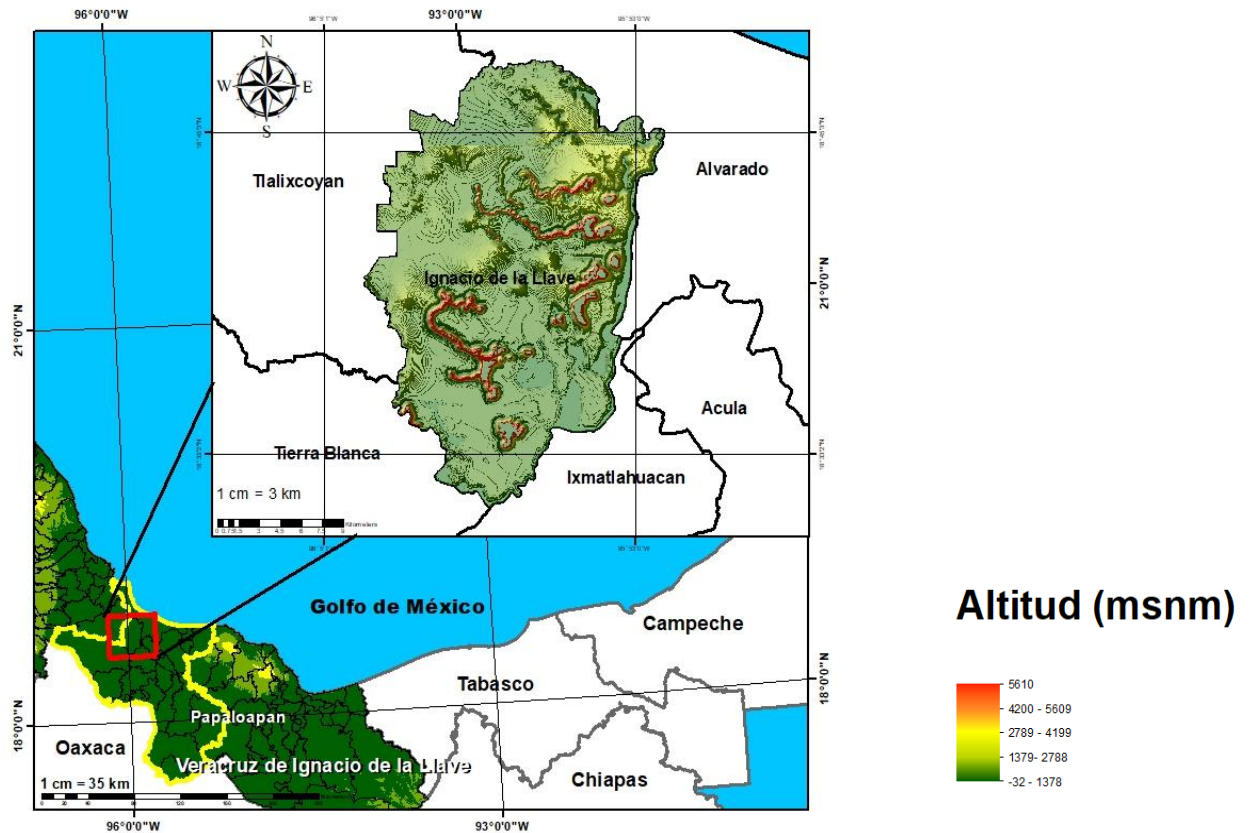 96°0'0"W
93°0'0"W
N
W
E
S
Tlalixcoyan
Alvarado
Ignacio de la Llave
21°0'0"N
21°0'0"N
Acula
Tierra Blanca
Ixmatlahuacan
1 cm = 3 km
Kilometers
Golfo de México
Campeche
Tabasco
18°0'0"N
18°0'0"N
Papaloapan
Oaxaca
Veracruz de Ignacio de la Llave
Chiapas
1 cm = 35 km
96°0'0"W
93°0'0"W
Altitud (msnm)
5610
4200 - 5609
2789 - 4199
1379- 2788
-32 - 1378